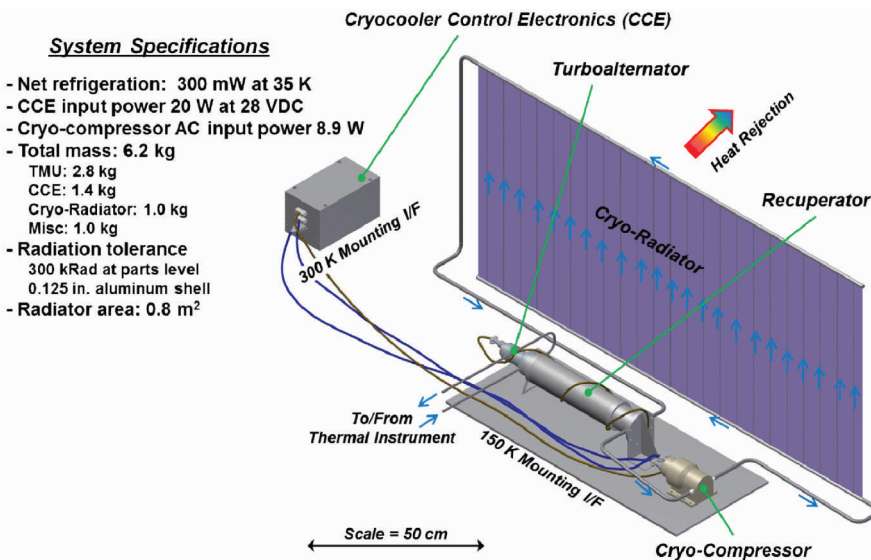 Cryocooler Control Electronics (CCE)
System Specifications
- Net refrigeration: 300 mW at 35 K
- CCE input power 20 W at 28 VDC
- Cryo-compressor AC input power 8.9 W
- Total mass: 6.2 kg
TMU: 2.8 kg
CCE: 1.4 kg
Cryo-Radiator: 1.0 kg
Misc: 1.0 kg
- Radiation tolerance
300 kRad at parts level
0.125 in. aluminum shell
- Radiator area: 0.8 m²
Turboalternator
Heat Rejection
Recuperator
300 K Mounting I/F
Cryo-Radiator
To/From
Thermal Instrument
150 K Mounting I/F
Scale = 50 cm
Cryo-Compressor